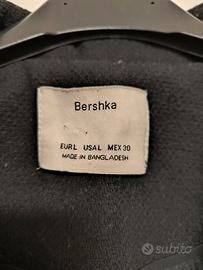 Bershka
EUR L USA L MEX 30
MADE IN BANGLADESH
subito